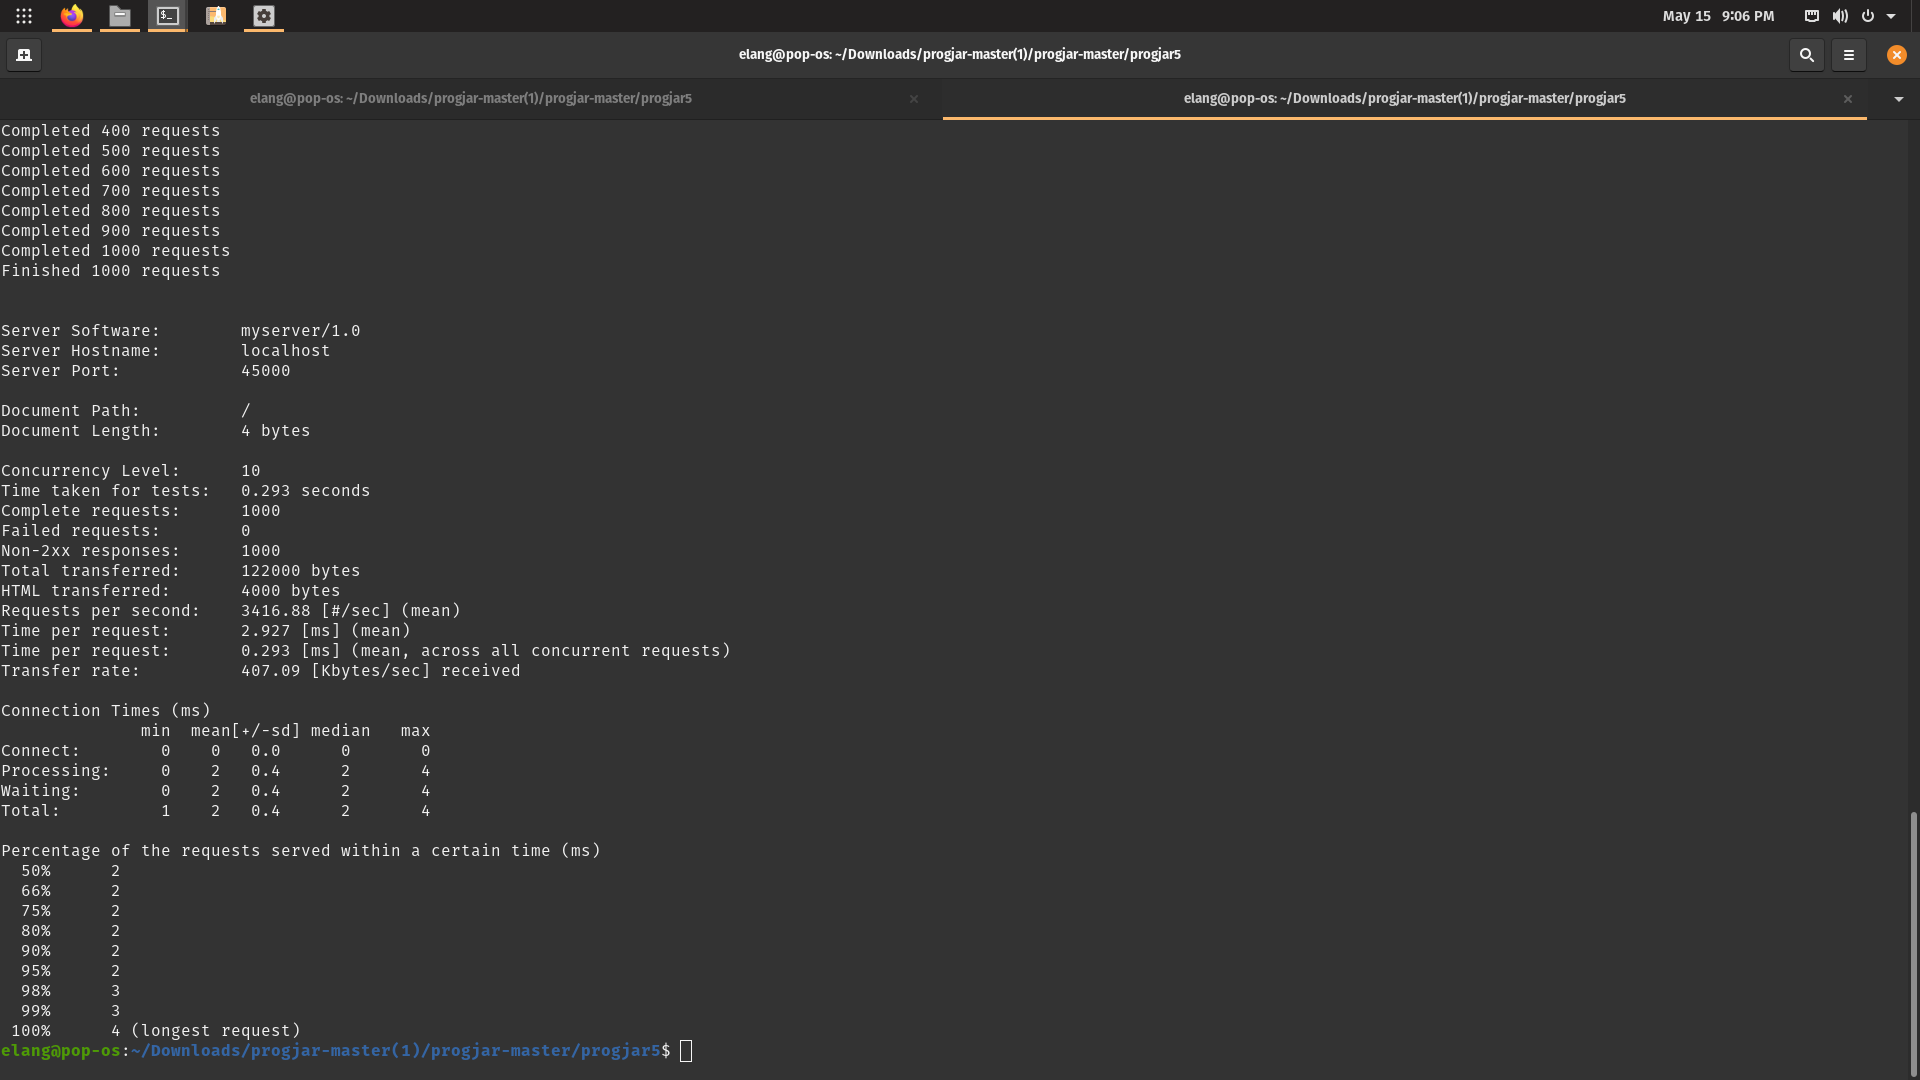 May 15 9:06 PM
elang@pop-os: ~/Downloads/progjar-master(1)/progjar-master/progjar5
elang@pop-os: ~/Downloads/progjar-master(1)/progjar-master/progjar5
elang@pop-os: ~/Downloads/progjar-master(1)/progjar-master/progjar5
Completed 400 requests
Completed 500 requests
Completed 600 requests
Completed 700 requests
Completed 800 requests
Completed 900 requests
Completed 1000 requests
Finished 1000 requests
Server Software:        myserver/1.0
Server Hostname:        localhost
Server Port:            45000
Document Path:          /
Document Length:        4 bytes
Concurrency Level:      10
Time taken for tests:   0.293 seconds
Complete requests:      1000
Failed requests:        0
Non-2xx responses:      1000
Total transferred:      122000 bytes
HTML transferred:       4000 bytes
Requests per second:    3416.88 [#/sec] (mean)
Time per request:       2.927 [ms] (mean)
Time per request:       0.293 [ms] (mean, across all concurrent requests)
Transfer rate:          407.09 [Kbytes/sec] received
Connection Times (ms)
              min  mean[+/-sd] median   max
Connect:        0    0   0.0      0       0
Processing:     0    2   0.4      2       4
Waiting:        0    2   0.4      2       4
Total:          1    2   0.4      2       4
Percentage of the requests served within a certain time (ms)
  50%      2
  66%      2
  75%      2
  80%      2
  90%      2
  95%      2
  98%      3
  99%      3
 100%      4 (longest request)
elang@pop-os:~/Downloads/progjar-master(1)/progjar-master/progjar5$